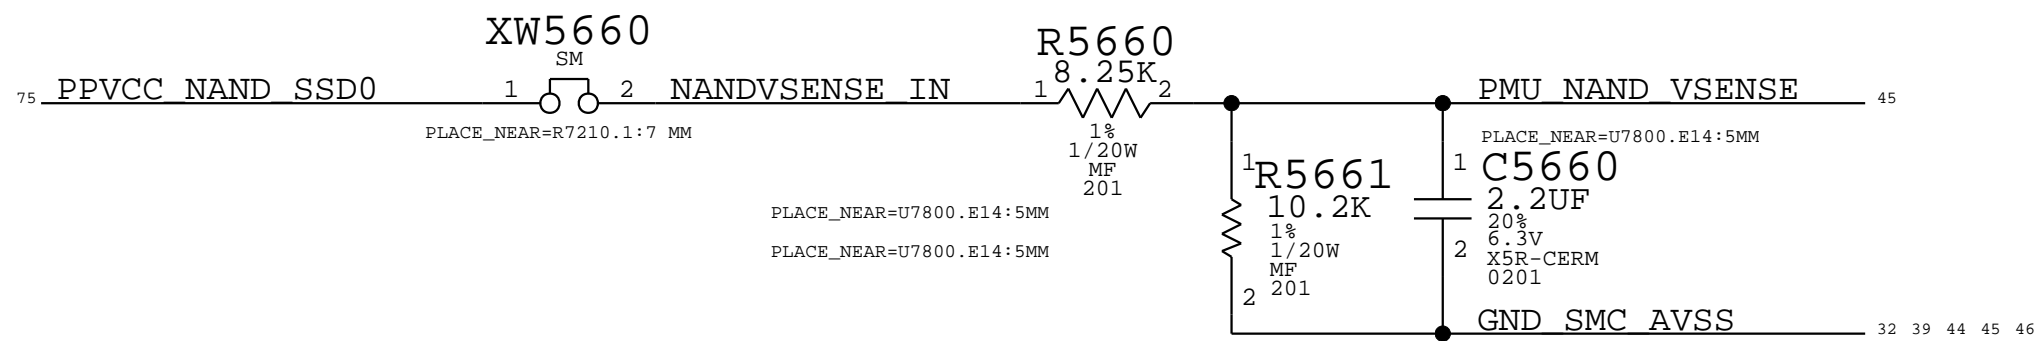 XW5660
SM
R5660
8.25K
75 PPVCC_NAND_SSD0 1 2 NANDVSENSE_IN 1 2 PMU_NAND_VSENSE 45
PLACE_NEAR=R7210.1:7 MM
1%
1/20W
MF
201
PLACE_NEAR=U7800.E14:5MM
PLACE_NEAR=U7800.E14:5MM
1
R5661
10.2K
1%
1/20W
MF
201
2
PLACE_NEAR=U7800.E14:5MM
1
C5660
2.2UF
20%
6.3V
X5R-CERM
0201
2
GND_SMC_AVSS 32 39 44 45 46